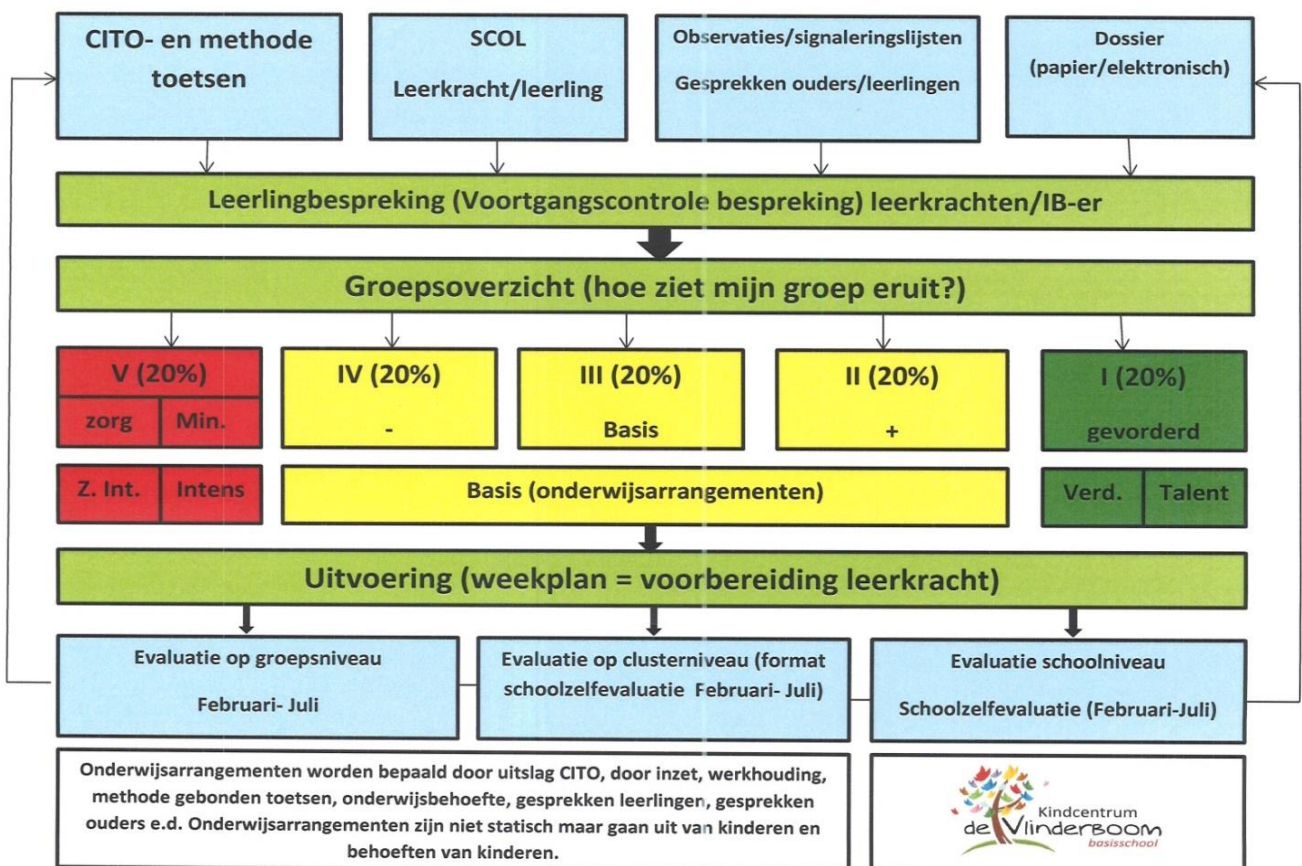 CITO- en methode
toetsen
SCOL
Leerkracht/leerling
Observaties/signaleringslijsten
Gesprekken ouders/leerlingen
Dossier
(papier/elektronisch)
Leerlingbespreking (Voortgangscontrole bespreking) leerkrachten/IB-er
Groepsoverzicht (hoe ziet mijn groep eruit?)
V (20%)
zorg
Min.
IV (20%)
-
III (20%)
Basis
II (20%)
+
I (20%)
gevorderd
Z. Int.
Intens
Basis (onderwijsarrangementen)
Verd.
Talent
Uitvoering (weekplan = voorbereiding leerkracht)
Evaluatie op groepsniveau
Februari- Juli
Evaluatie op clusterniveau (format
schoolzelfevaluatie Februari- Juli)
Evaluatie schoolniveau
Schoolzelfevaluatie (Februari-Juli)
Onderwijsarrangementen worden bepaald door uitslag CITO, door inzet, werkhouding,
methode gebonden toetsen, onderwijsbehoefte, gesprekken leerlingen, gesprekken
ouders e.d. Onderwijsarrangementen zijn niet statisch maar gaan uit van kinderen en
behoeften van kinderen.
Kindcentrum
de Vlinderboom
basisschool